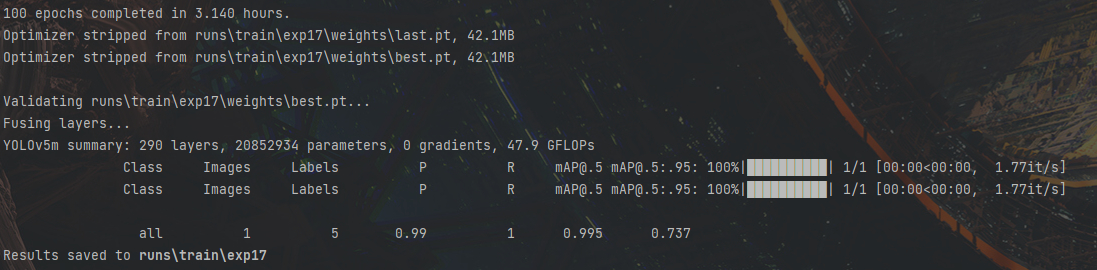 100 epochs completed in 3.140 hours.
Optimizer stripped from runs\train\exp17\weights\last.pt, 42.1MB
Optimizer stripped from runs\train\exp17\weights\best.pt, 42.1MB
Validating runs\train\exp17\weights\best.pt...
Fusing layers...
YOLOv5m summary: 290 layers, 20852934 parameters, 0 gradients, 47.9 GFLOPs
Class Images Labels P R mAP@.5 mAP@.5:.95: 100%|██████████| 1/1 [00:00<00:00, 1.77it/s]
Class Images Labels P R mAP@.5 mAP@.5:.95: 100%|██████████| 1/1 [00:00<00:00, 1.77it/s]
all 1 5 0.99 1 0.995 0.737
Results saved to runs\train\exp17